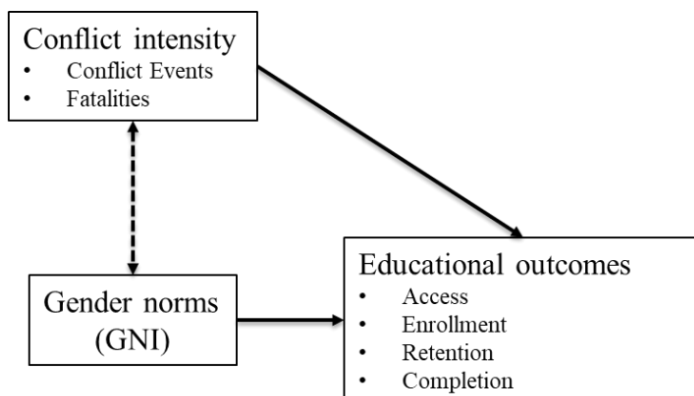 Conflict intensity
• Conflict Events
• Fatalities
Gender norms
(GNI)
Educational outcomes
• Access
• Enrollment
• Retention
• Completion